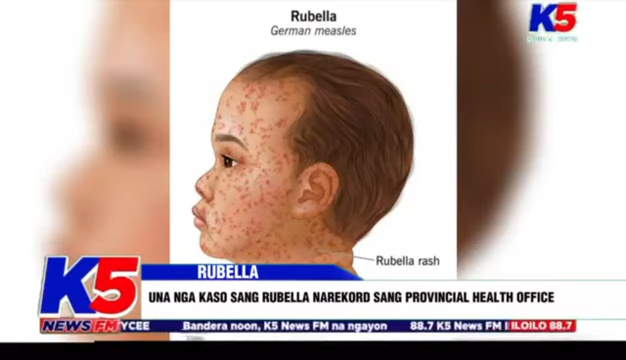 Rubella
German measles
K5
Rubella rash
K5
NEWS FM
RUBELLA
UNA NGA KASO SANG RUBELLA NAREKORD SANG PROVINCIAL HEALTH OFFICE
YCEE Bandera noon, K5 News FM na ngayon 88.7 K5 News FM I ILOILO 88.7